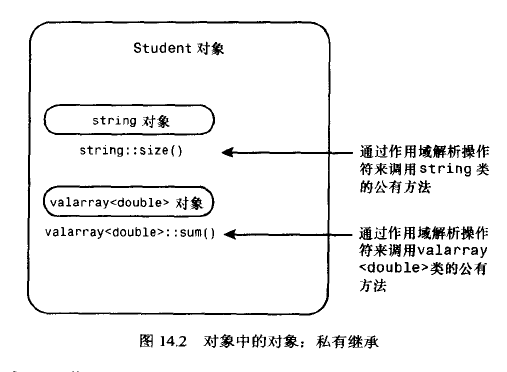 Student 对象
string 对象
string::size()
通过作用域解析操作
符来调用string 类
的公有方法
valarray<double> 对象
valarray<double>::sum()
通过作用域解析操作
符来调用valarray
<double>类的公有
方法
图 14.2 对象中的对象：私有继承